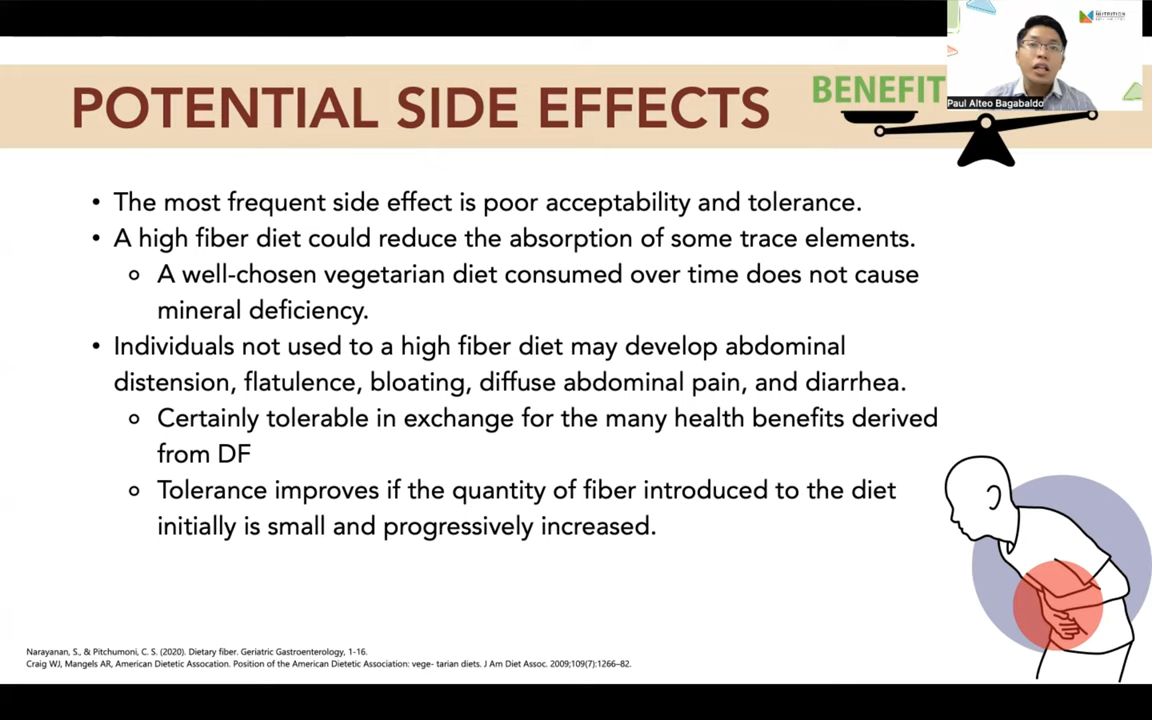 POTENTIAL SIDE EFFECTS
BENEFIT
NUTRITION
Paul Alteo Bagabaldo
• The most frequent side effect is poor acceptability and tolerance.
• A high fiber diet could reduce the absorption of some trace elements.
o A well-chosen vegetarian diet consumed over time does not cause
mineral deficiency.
• Individuals not used to a high fiber diet may develop abdominal
distension, flatulence, bloating, diffuse abdominal pain, and diarrhea.
o Certainly tolerable in exchange for the many health benefits derived
from DF
o Tolerance improves if the quantity of fiber introduced to the diet
initially is small and progressively increased.
Narayanan, S., & Pitchumoni, C. S. (2020). Dietary fiber. Geriatric Gastroenterology, 1-16.
Craig WJ, Mangels AR, American Dietetic Assocation. Position of the American Dietetic Association: vege- tarian diets. J Am Diet Assoc. 2009;109(7):1266–82.